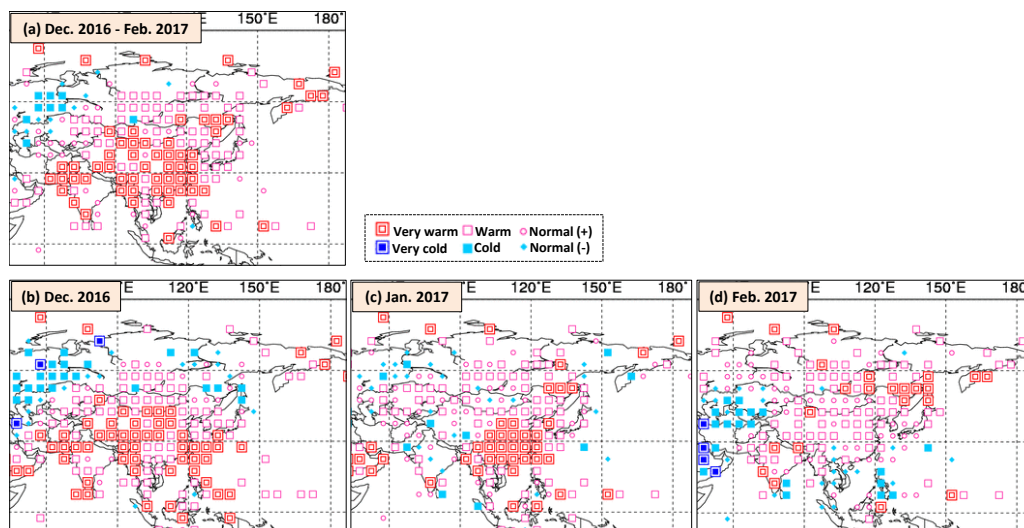 (a) Dec. 2016 - Feb. 2017
150°E
180°
Very warm Warm Normal (+)
Very cold Cold Normal (-)
(b) Dec. 2016
120°E
150°E
180°
(c) Jan. 2017
120°E
150°E
180°
(d) Feb. 2017
120°E
150°E
180°